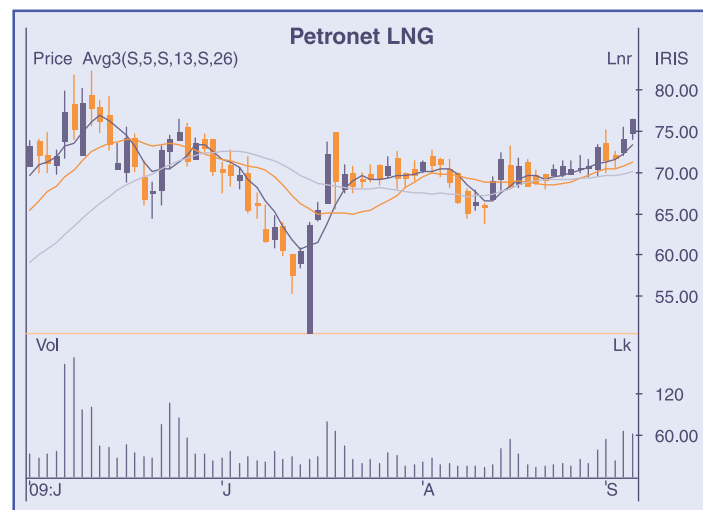 Petronet LNG
Price Avg3(S,5,S,13,S,26) Lnr IRIS
80.00
75.00
70.00
65.00
60.00
55.00
Vol Lk
120
60.00
09:J J A S